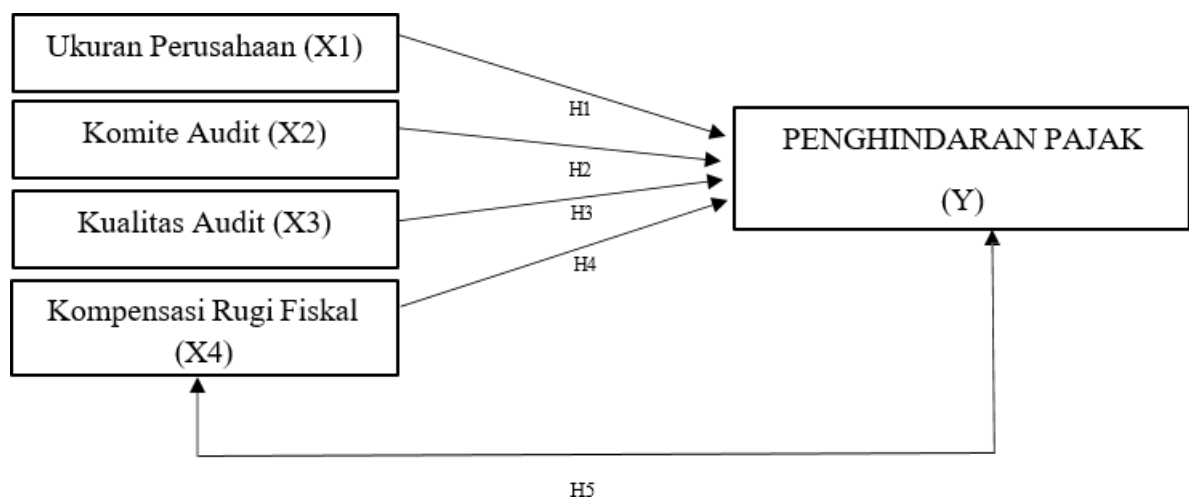 Ukuran Perusahaan (X1)
Komite Audit (X2)
Kualitas Audit (X3)
Kompensasi Rugi Fiskal
(X4)
H1
H2
H3
H4
PENGHINDARAN PAJAK
(Y)
H5